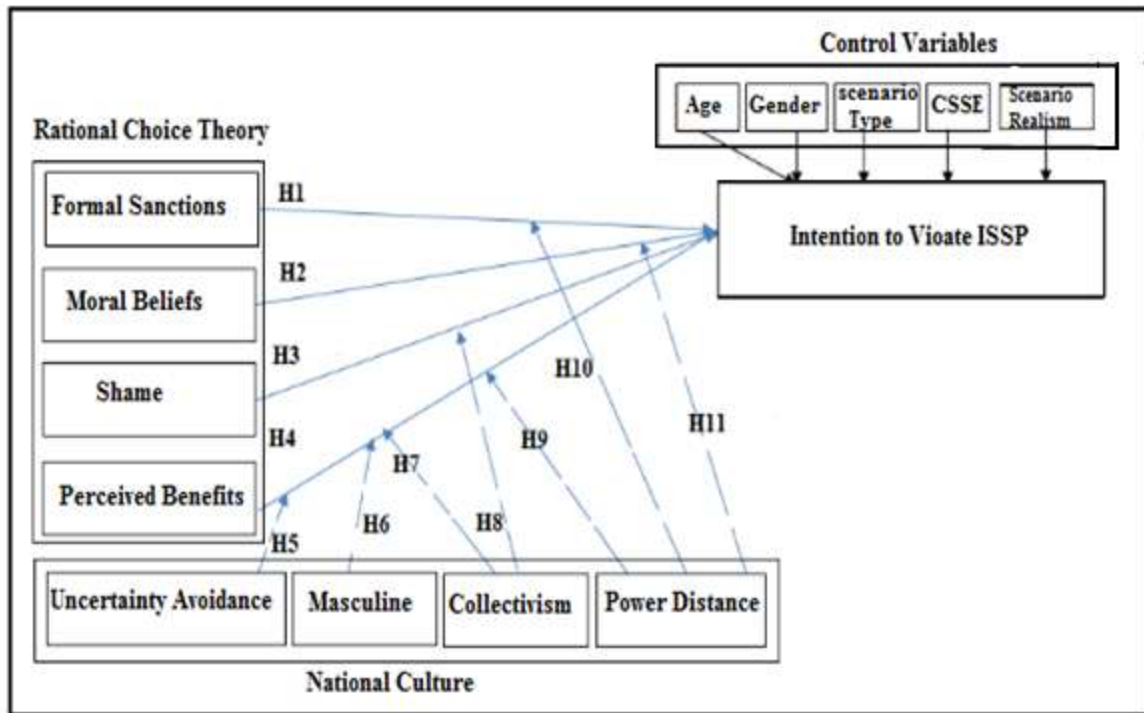 Control Variables
Age
Gender
scenario
Type
CSSE
Scenario
Realism
Rational Choice Theory
Formal Sanctions
H1
Intention to Vioate ISSP
Moral Beliefs
H2
Shame
H3
H10
H11
H4
H9
Perceived Benefits
H7
H8
H6
H5
Uncertainty Avoidance
Masculine
Collectivism
Power Distance
National Culture